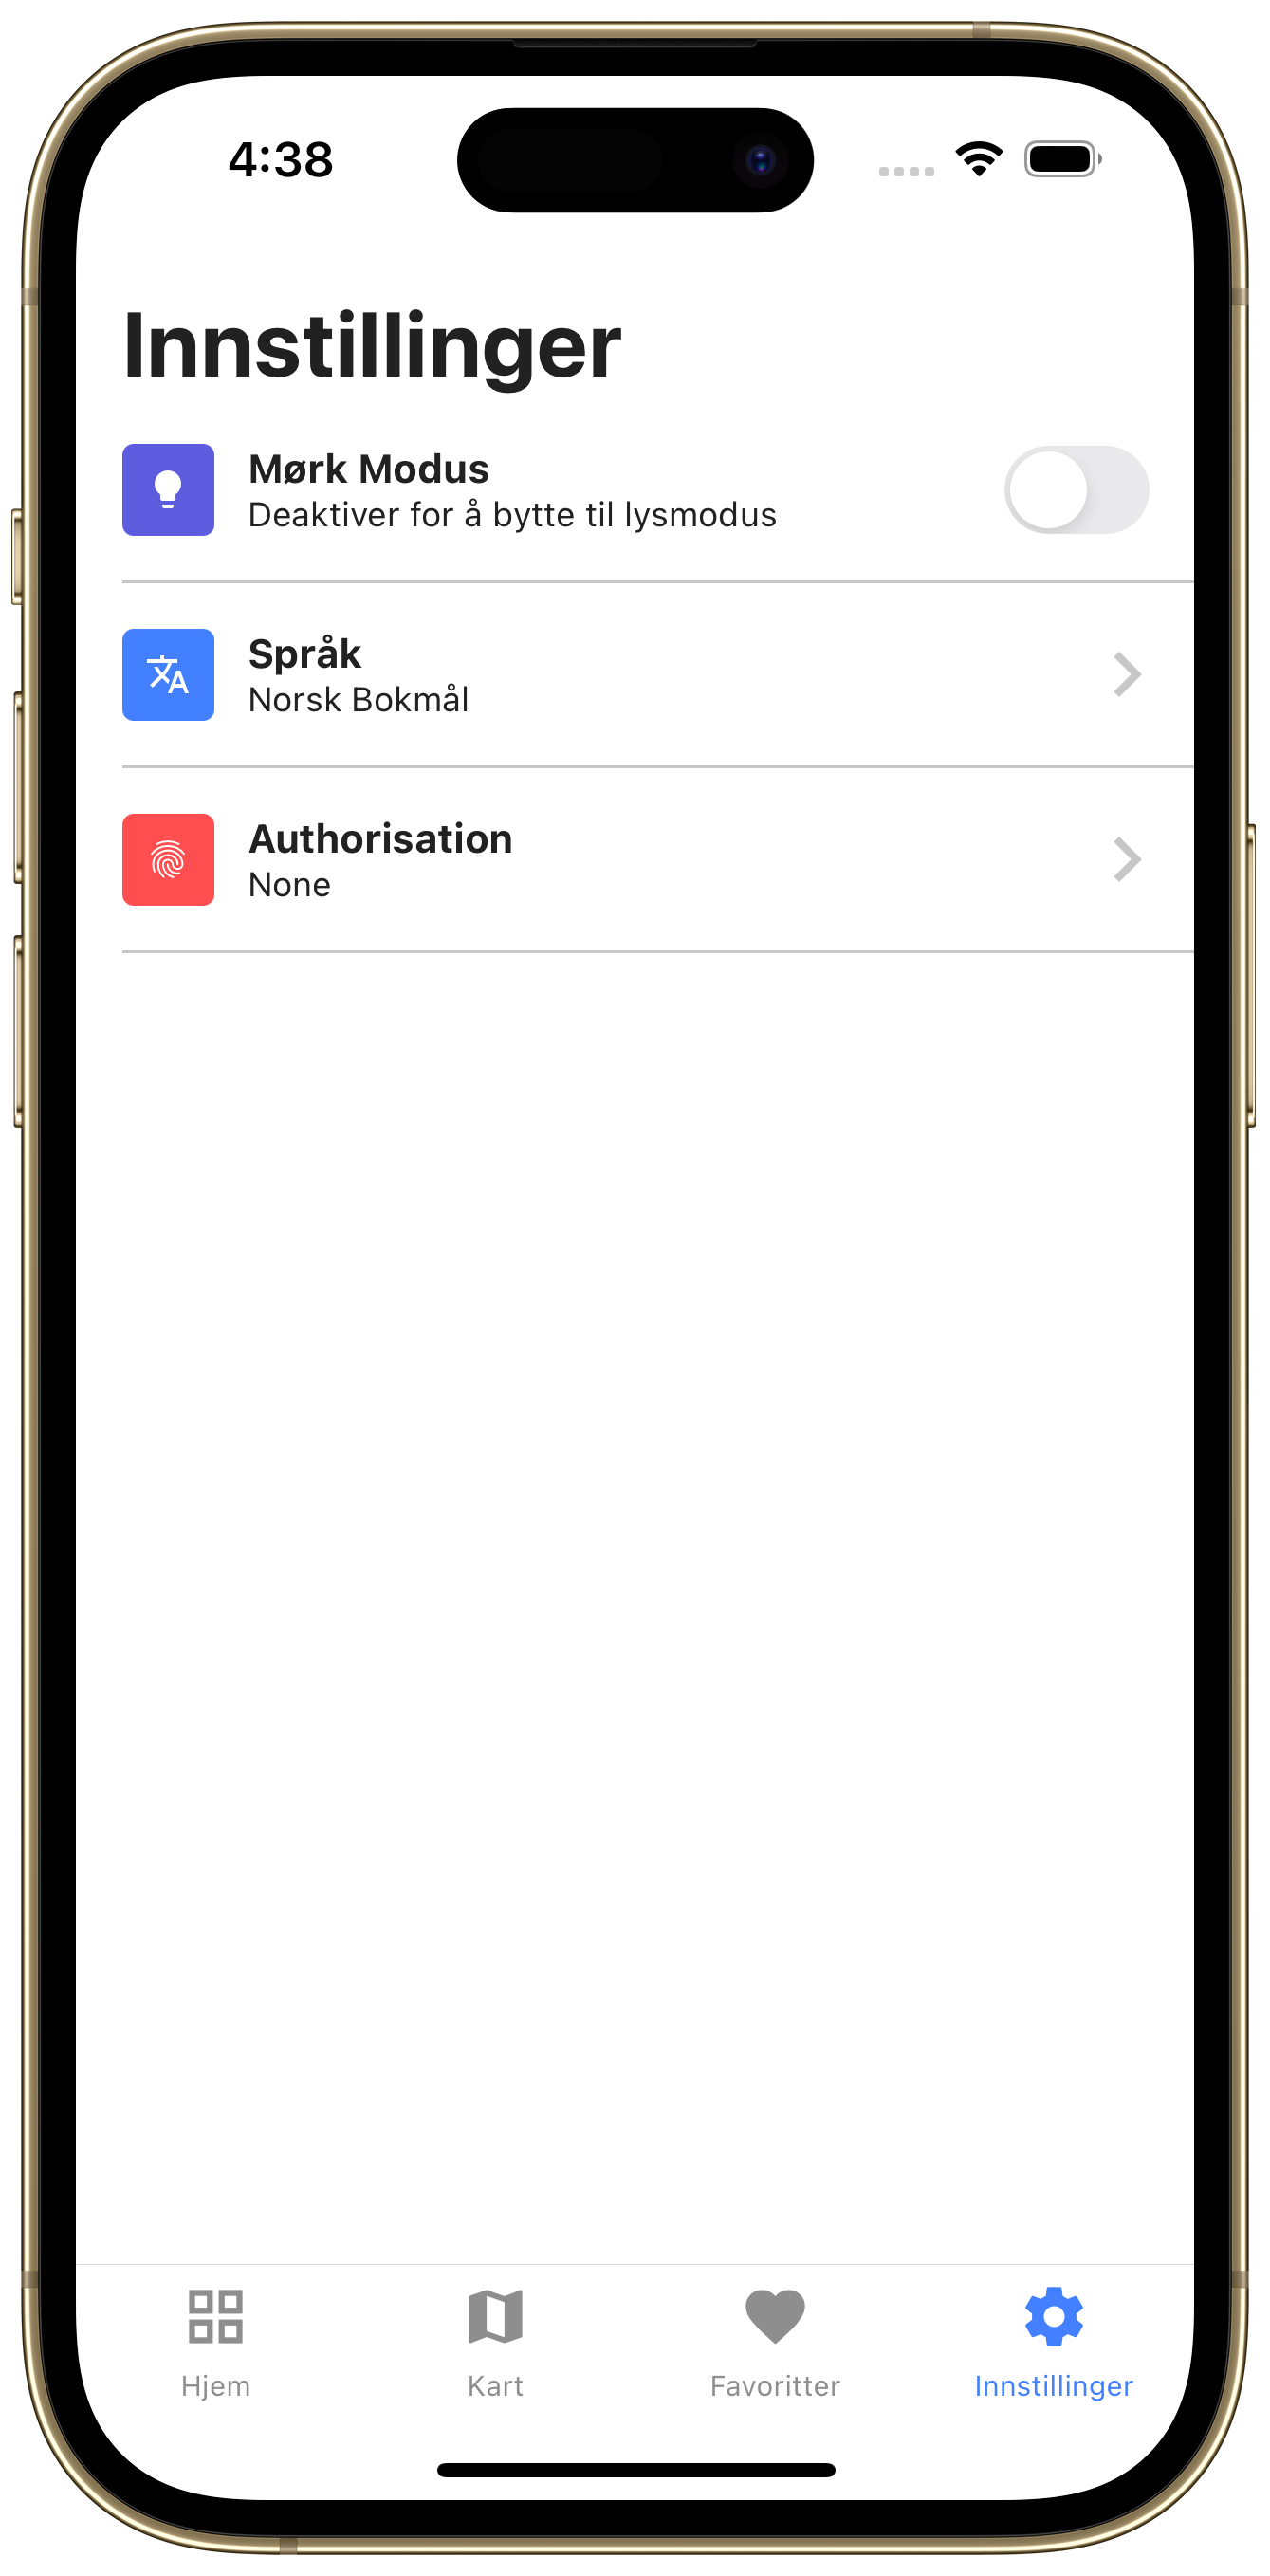 4:38
Innstillinger
Mørk Modus
Deaktiver for å bytte til lysmodus
Språk
Norsk Bokmål
Authorisation
None
Hjem
Kart
Favoritter
Innstillinger